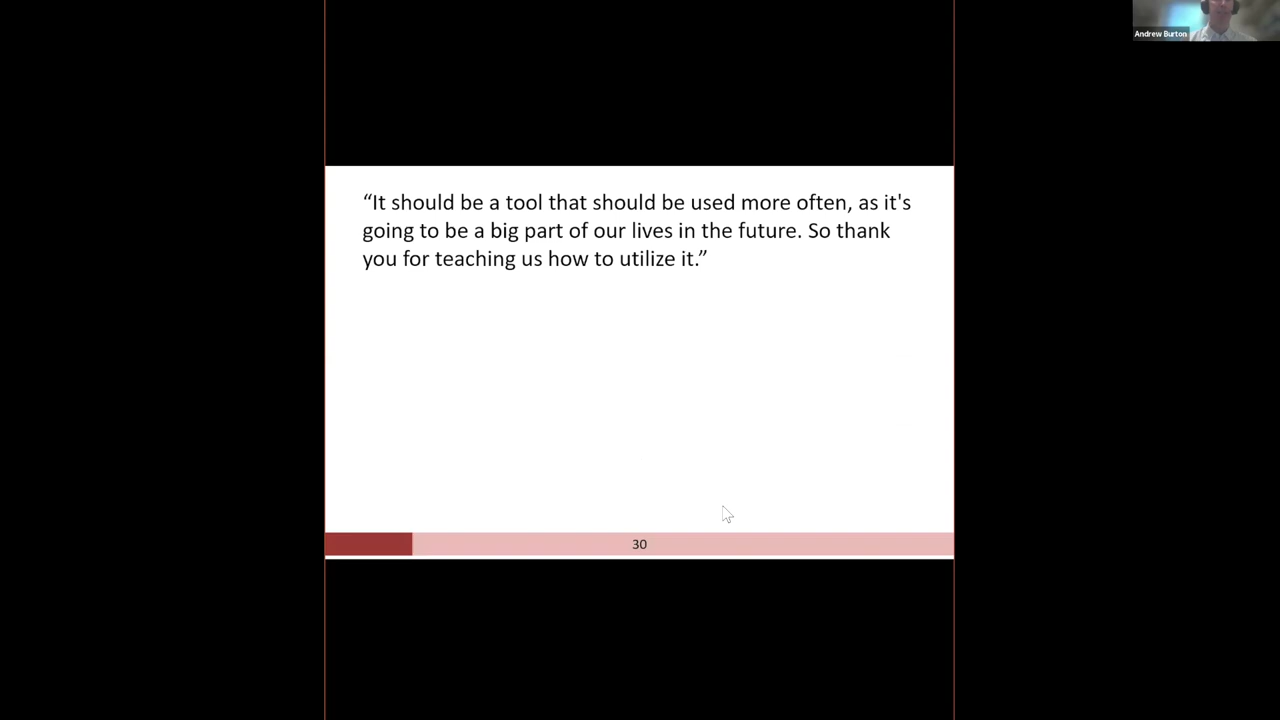 Andrew Burton
“It should be a tool that should be used more often, as it's
going to be a big part of our lives in the future. So thank
you for teaching us how to utilize it.”
30